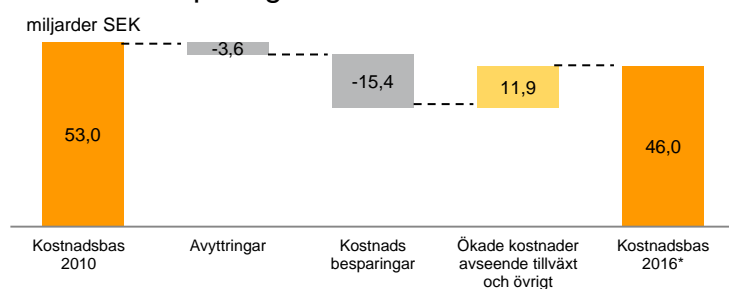 miljarder SEK
53,0
-3,6
-15,4
11,9
46,0
Kostnadsbas
2010
Avyttringar
Kostnads
besparingar
Ökade kostnader
avseende tillväxt
och övrigt
Kostnadsbas
2016*